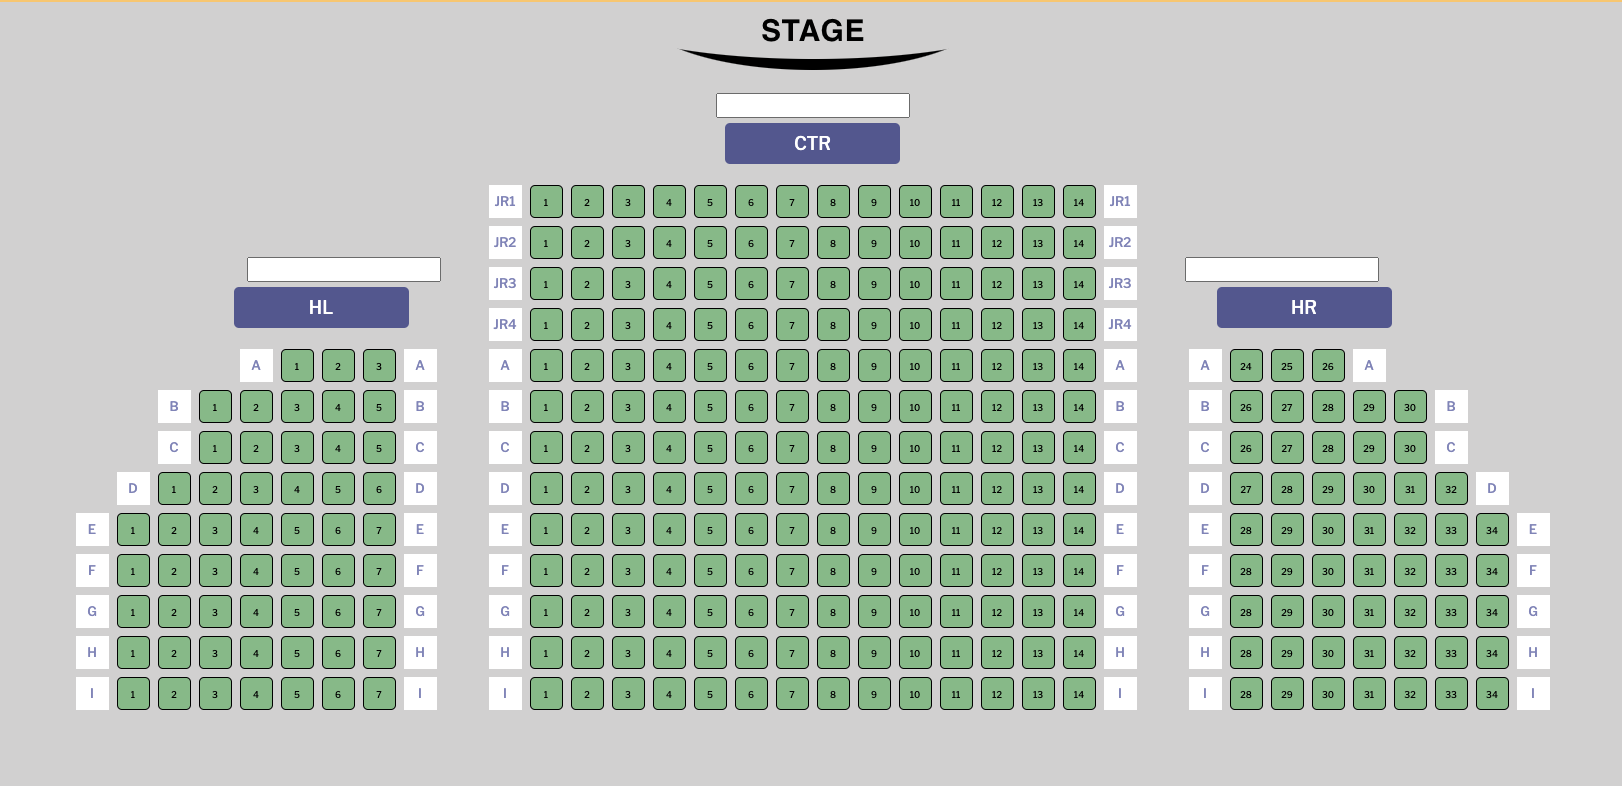 STAGE
CTR
JR1 1 2 3 4 5 6 7 8 9 10 11 12 13 14 JR1
JR2 1 2 3 4 5 6 7 8 9 10 11 12 13 14 JR2
JR3 1 2 3 4 5 6 7 8 9 10 11 12 13 14 JR3
HL HR
JR4 1 2 3 4 5 6 7 8 9 10 11 12 13 14 JR4
A 1 2 3 A A 1 2 3 4 5 6 7 8 9 10 11 12 13 14 A A 24 25 26 A
B 1 2 3 4 5 B B 1 2 3 4 5 6 7 8 9 10 11 12 13 14 B B 26 27 28 29 30 B
C 1 2 3 4 5 C C 1 2 3 4 5 6 7 8 9 10 11 12 13 14 C C 26 27 28 29 30 C
D 1 2 3 4 5 6 D D 1 2 3 4 5 6 7 8 9 10 11 12 13 14 D D 27 28 29 30 31 32 D
E 1 2 3 4 5 6 7 E E 1 2 3 4 5 6 7 8 9 10 11 12 13 14 E E 28 29 30 31 32 33 34 E
F 1 2 3 4 5 6 7 F F 1 2 3 4 5 6 7 8 9 10 11 12 13 14 F F 28 29 30 31 32 33 34 F
G 1 2 3 4 5 6 7 G G 1 2 3 4 5 6 7 8 9 10 11 12 13 14 G G 28 29 30 31 32 33 34 G
H 1 2 3 4 5 6 7 H H 1 2 3 4 5 6 7 8 9 10 11 12 13 14 H H 28 29 30 31 32 33 34 H
I 1 2 3 4 5 6 7 I I 1 2 3 4 5 6 7 8 9 10 11 12 13 14 I I 28 29 30 31 32 33 34 I